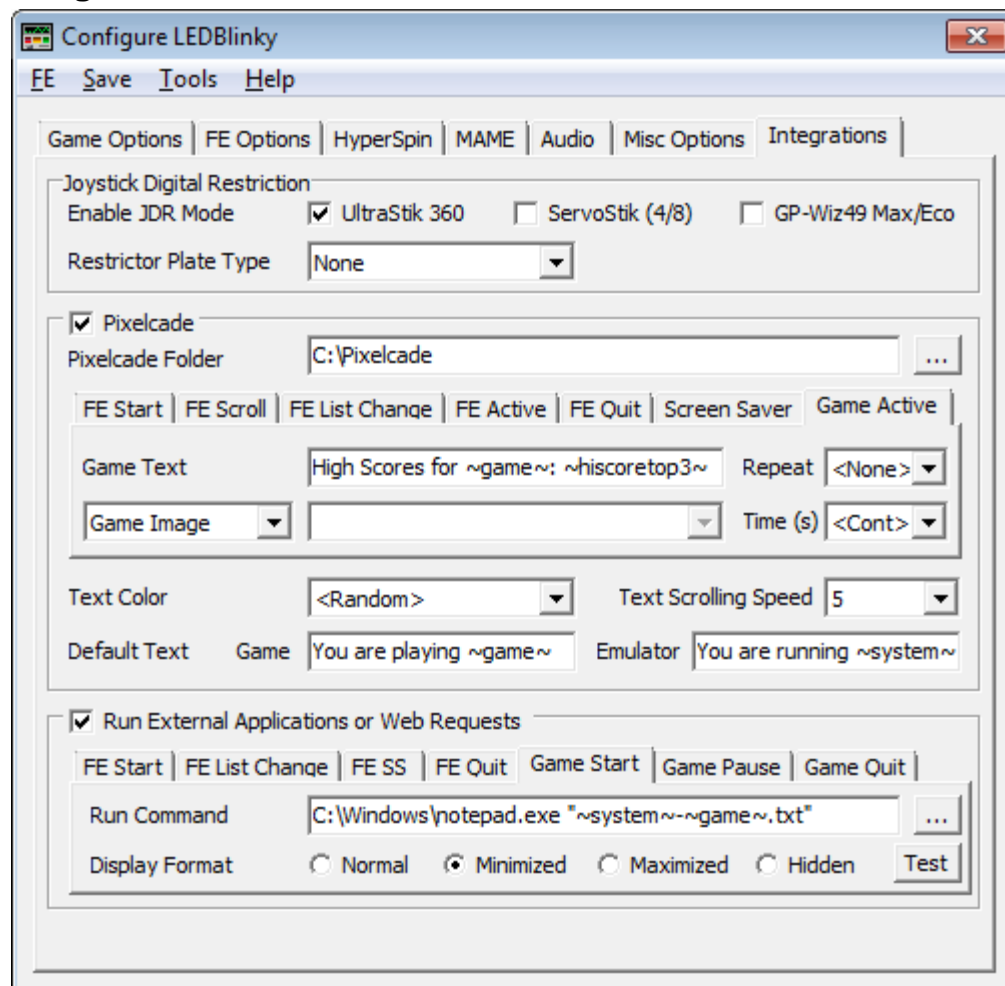 Configure LEDBlinky
FE Save Tools Help
Game Options FE Options HyperSpin MAME Audio Misc Options Integrations
Joystick Digital Restriction
Enable JDR Mode UltraStik 360 ServoStik (4/8) GP-Wiz49 Max/Eco
Restrictor Plate Type None
Pixelcade
Pixelcade Folder C:\Pixelcade ...
FE Start FE Scroll FE List Change FE Active FE Quit Screen Saver Game Active
Game Text High Scores for ~game~: ~hiscoretop3~ Repeat <None>
Game Image Time (s) <Cont>
Text Color <Random> Text Scrolling Speed 5
Default Text Game You are playing ~game~ Emulator You are running ~system~
Run External Applications or Web Requests
FE Start FE List Change FE SS FE Quit Game Start Game Pause Game Quit
Run Command C:\Windows\notepad.exe "~system~-~game~.txt" ...
Display Format Normal Minimized Maximized Hidden Test